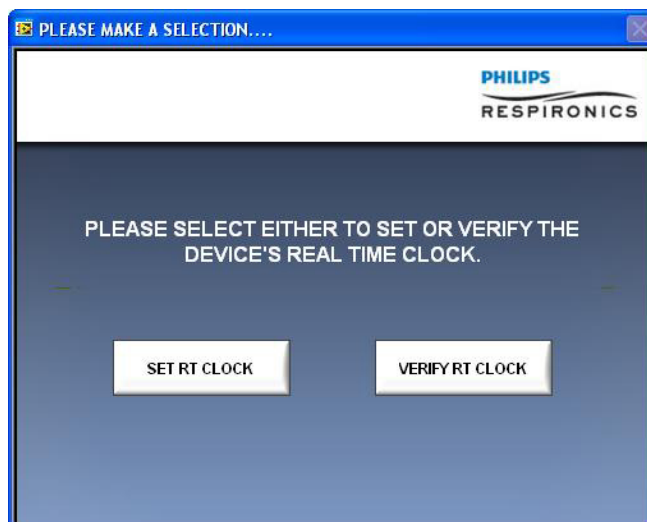 PLEASE MAKE A SELECTION....
PHILIPS
RESPIRONICS
PLEASE SELECT EITHER TO SET OR VERIFY THE
DEVICE'S REAL TIME CLOCK.
SET RT CLOCK
VERIFY RT CLOCK